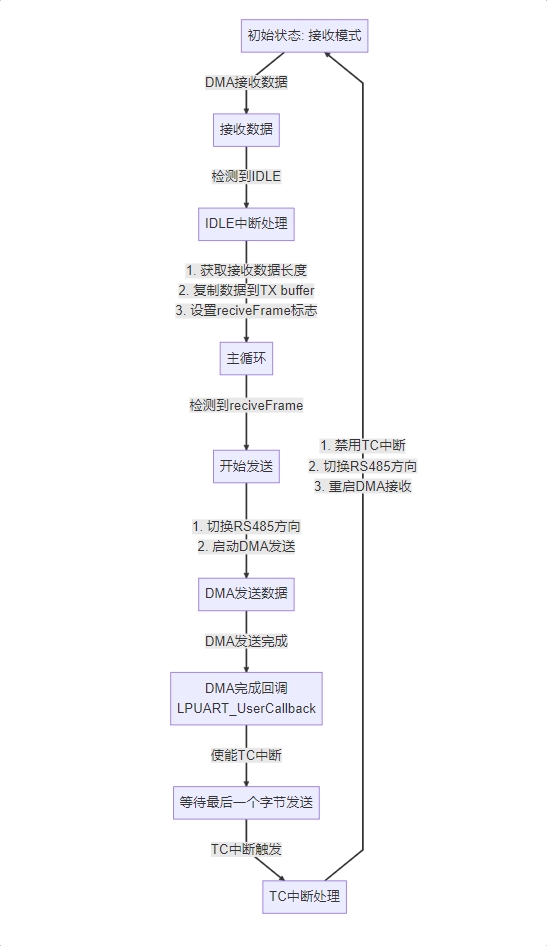 初始状态: 接收模式
DMA接收数据
接收数据
检测到IDLE
IDLE中断处理
1. 获取接收数据长度
2. 复制数据到TX buffer
3. 设置reciveFrame标志
主循环
检测到reciveFrame
开始发送
1. 切换RS485方向
2. 启动DMA发送
DMA发送数据
DMA发送完成
DMA完成回调
LPUART_UserCallback
使能TC中断
等待最后一个字节发送
TC中断触发
TC中断处理
1. 禁用TC中断
2. 切换RS485方向
3. 重启DMA接收